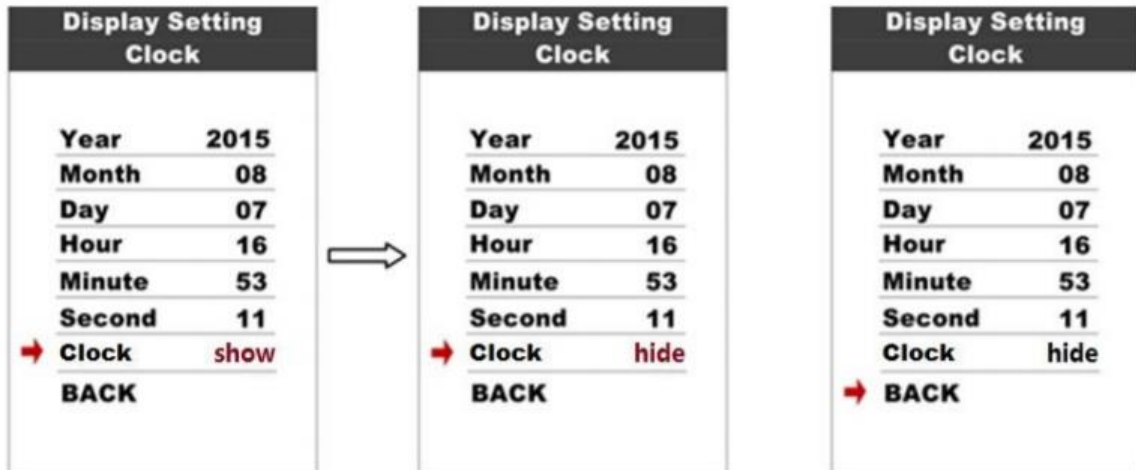 Display Setting
Clock
Year 2015
Month 08
Day 07
Hour 16
Minute 53
Second 11
Clock show
BACK
Display Setting
Clock
Year 2015
Month 08
Day 07
Hour 16
Minute 53
Second 11
Clock hide
BACK
Display Setting
Clock
Year 2015
Month 08
Day 07
Hour 16
Minute 53
Second 11
Clock hide
BACK